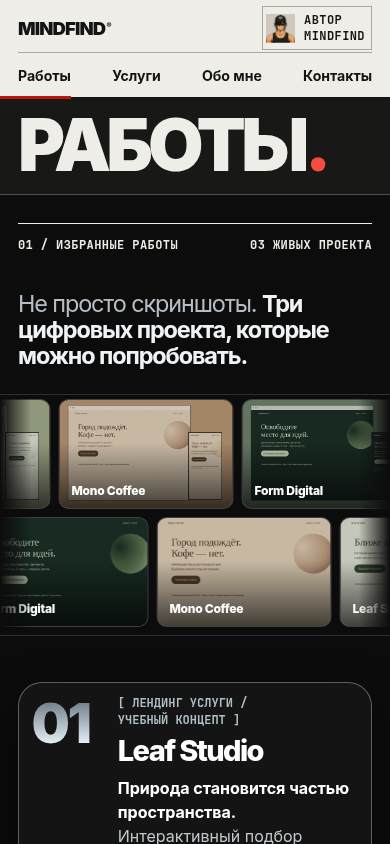 MINDFIND®
АВТОР
MINDFIND
Работы
Услуги
Обо мне
Контакты
РАБОТЫ.
01 / ИЗБРАННЫЕ РАБОТЫ
03 ЖИВЫХ ПРОЕКТА
Не просто скриншоты. Три
цифровых проекта, которые
можно попробовать.
Город подождёт.
Кофе — нет.
Mono Coffee
Освободите
место для идей.
Form Digital
ободите
то для идей.
rm Digital
Город подождёт.
Кофе — нет.
Mono Coffee
Ближе
Leaf S
01
[ ЛЕНДИНГ УСЛУГИ /
УЧЕБНЫЙ КОНЦЕПТ ]
Leaf Studio
Природа становится частью
пространства.
Интерактивный подбор